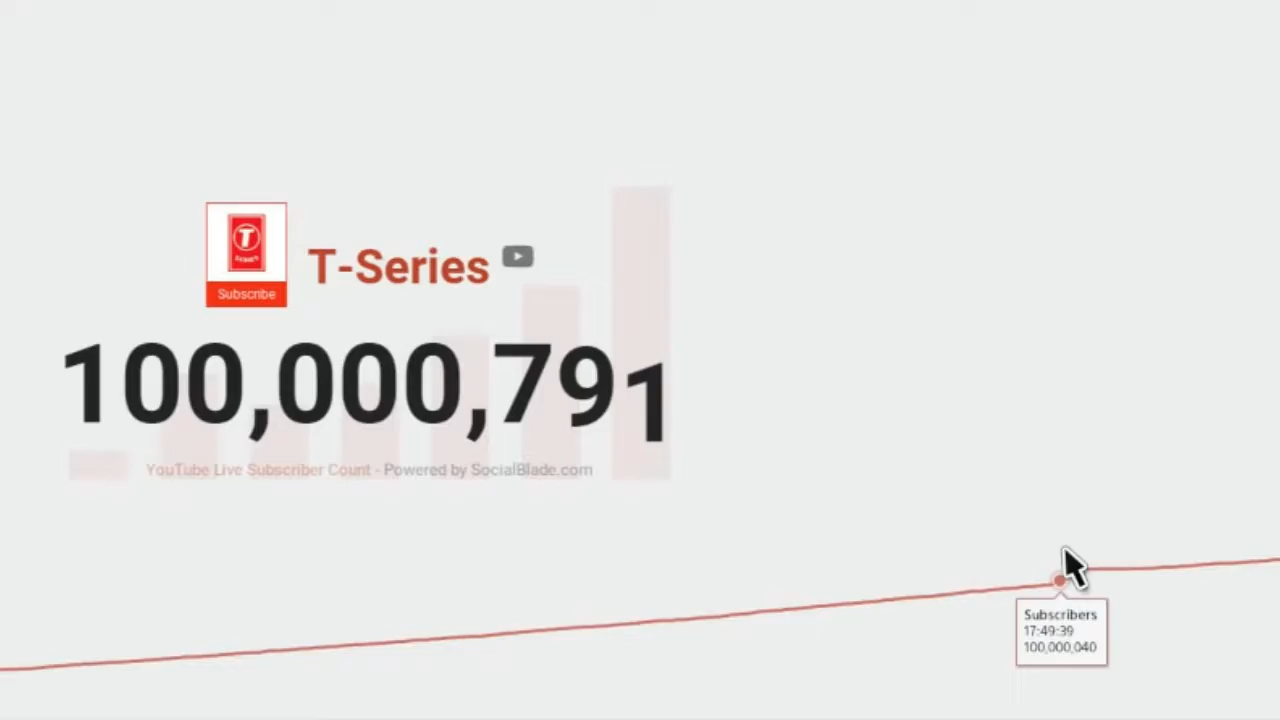 T-Series
Subscribe
100,000,791
YouTube Live Subscriber Count - Powered by SocialBlade.com
Subscribers
17:49:39
100,000,040